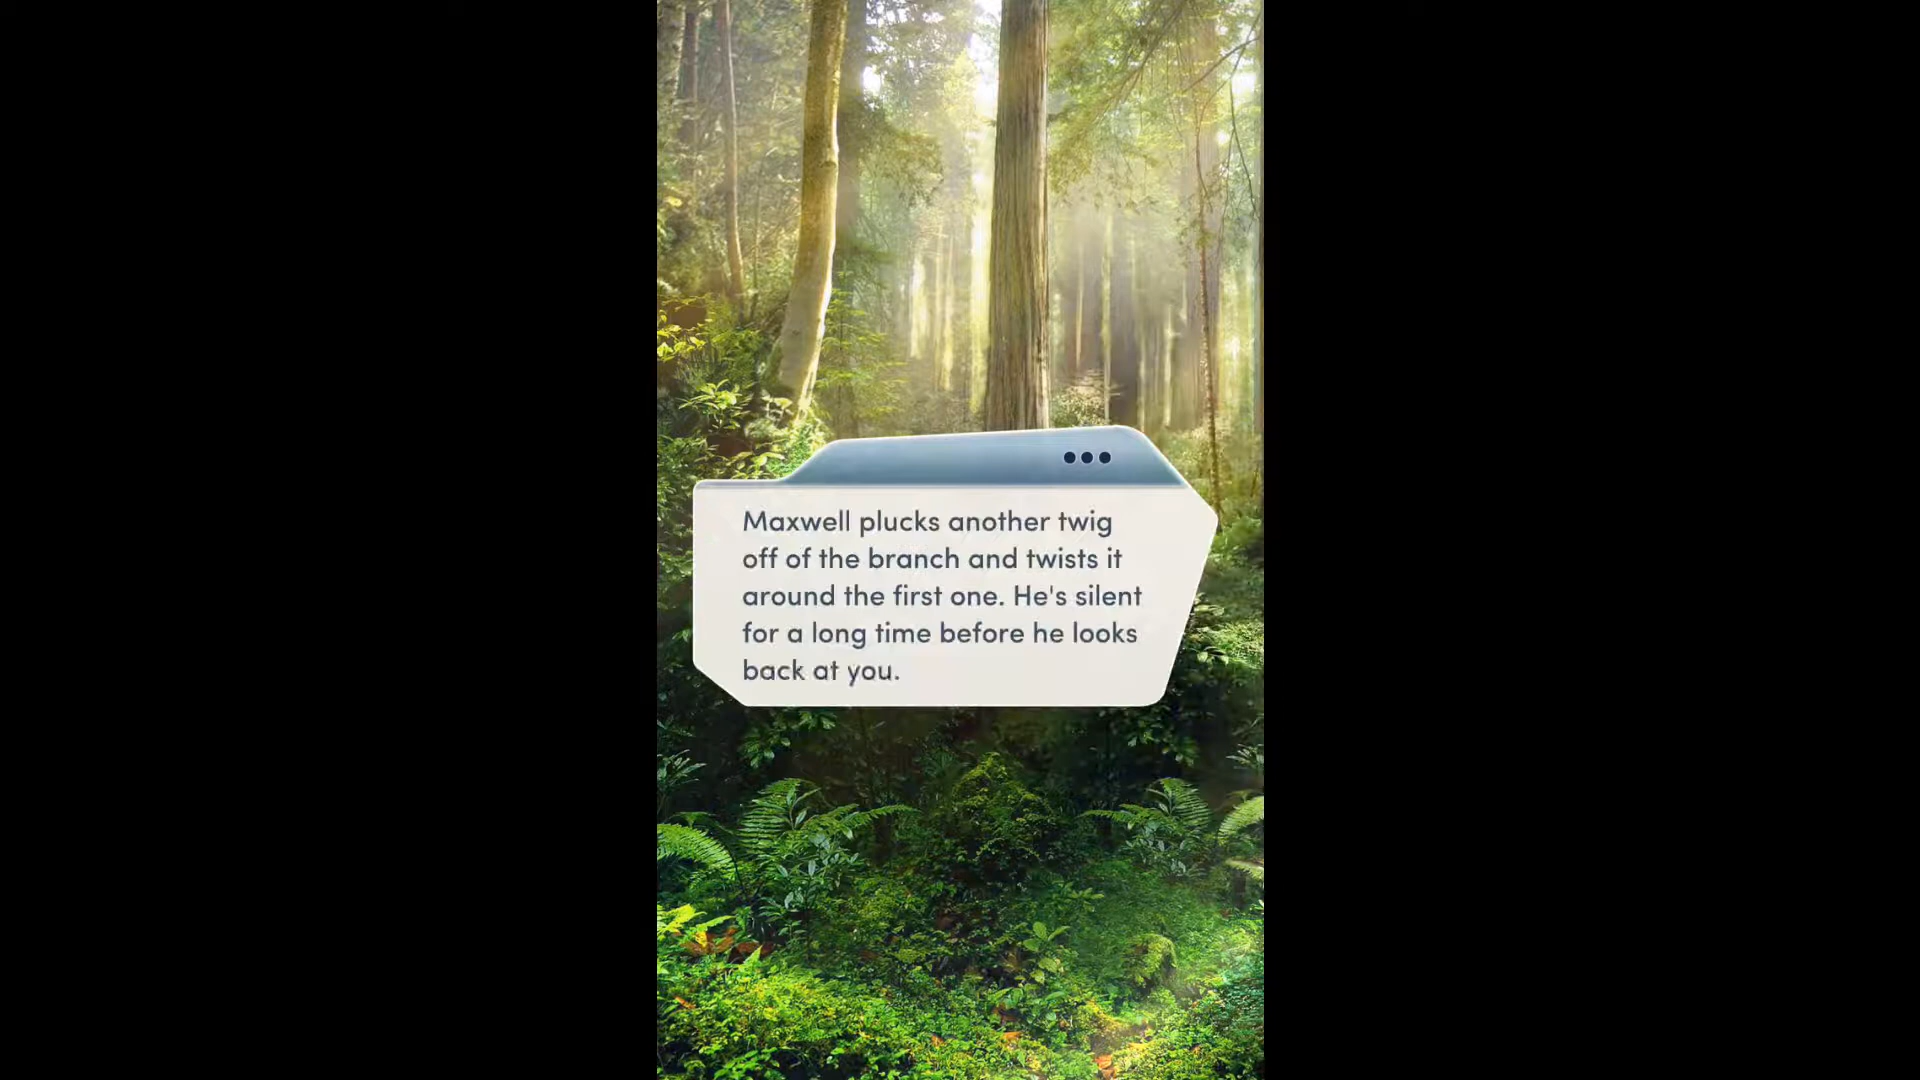 Maxwell plucks another twig
off of the branch and twists it
around the first one. He's silent
for a long time before he looks
back at you.